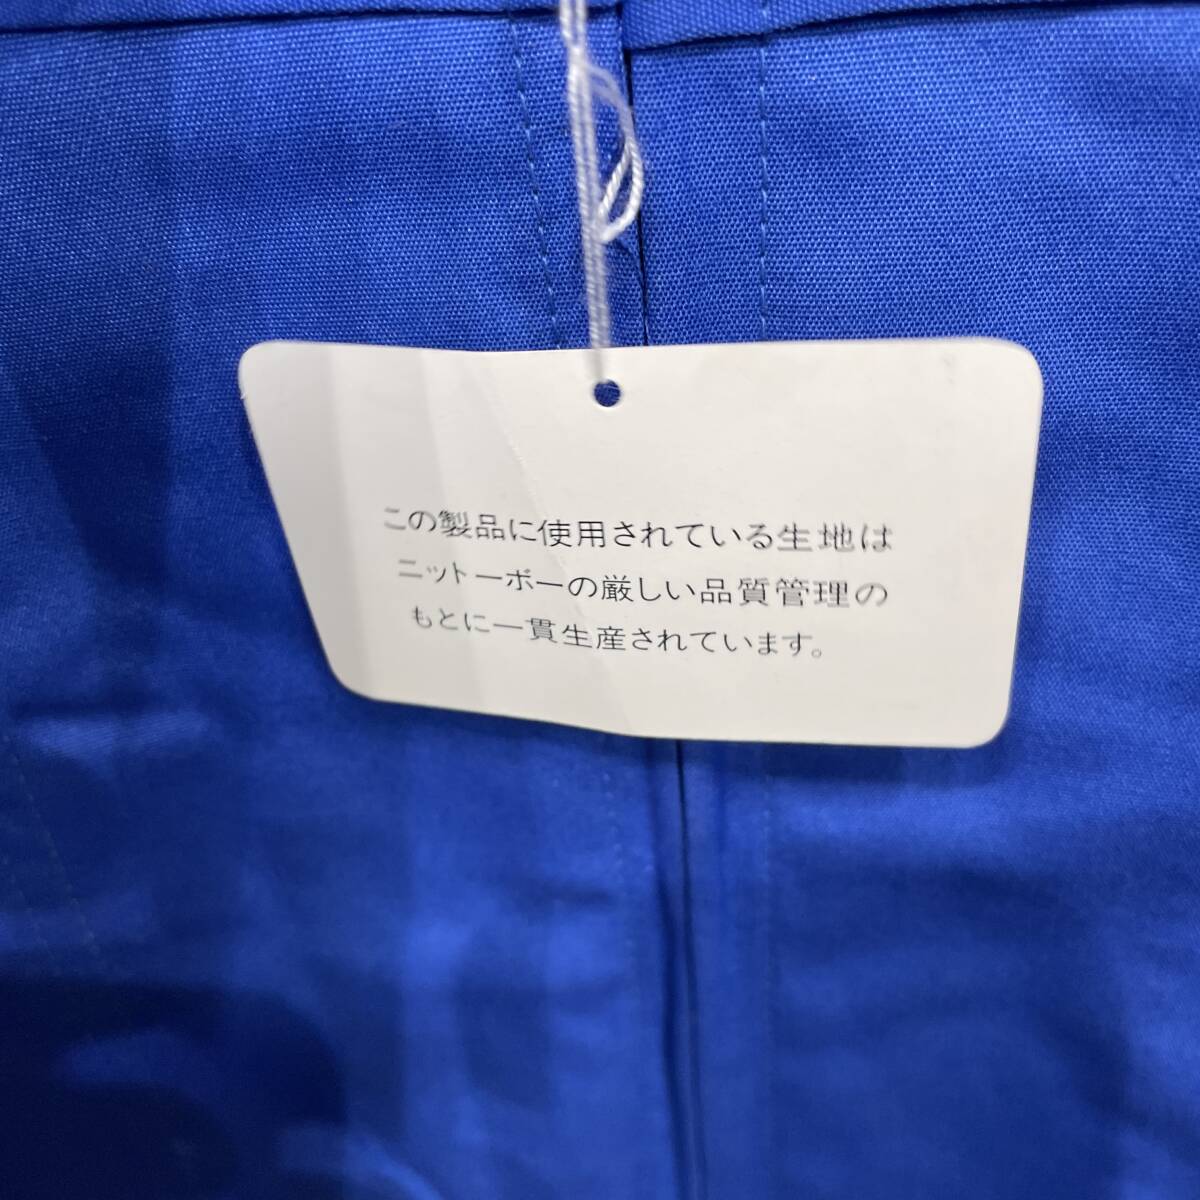 この製品に使用されている生地は
ニットーボーの厳しい品質管理の
もとに一貫生産されています。